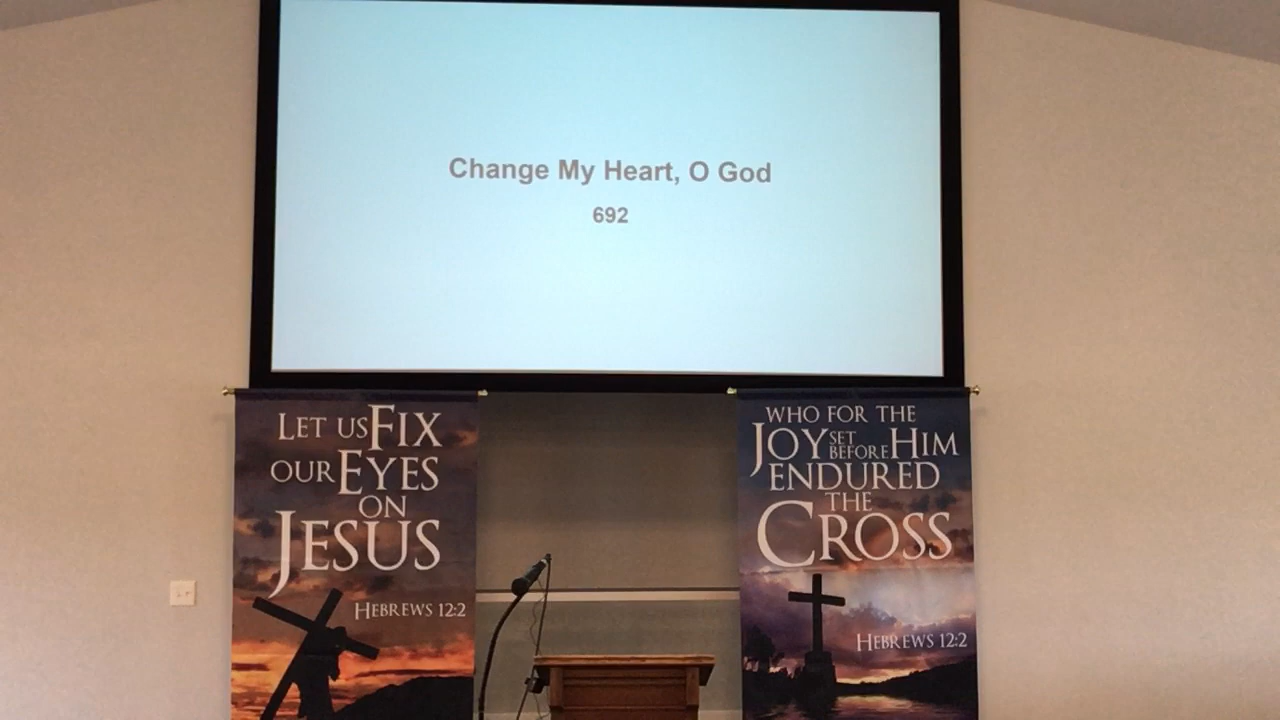 Change My Heart, O God
692
LET US FIX
OUR EYES
ON
JESUS
HEBREWS 12:2
WHO FOR THE
JOY SET BEFORE HIM
ENDURED
THE
CROSS
HEBREWS 12:2